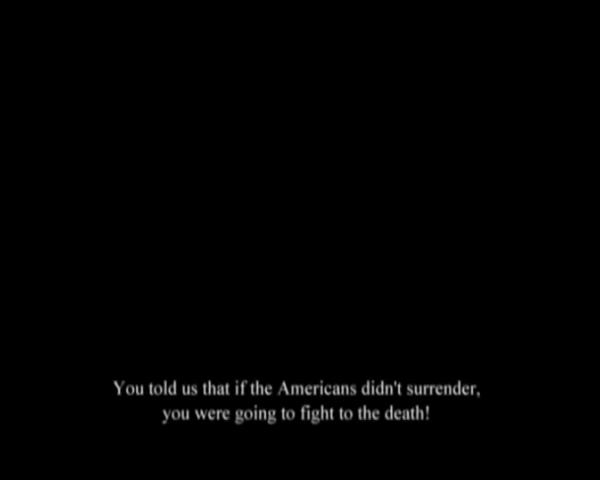 You told us that if the Americans didn't surrender,
you were going to fight to the death!